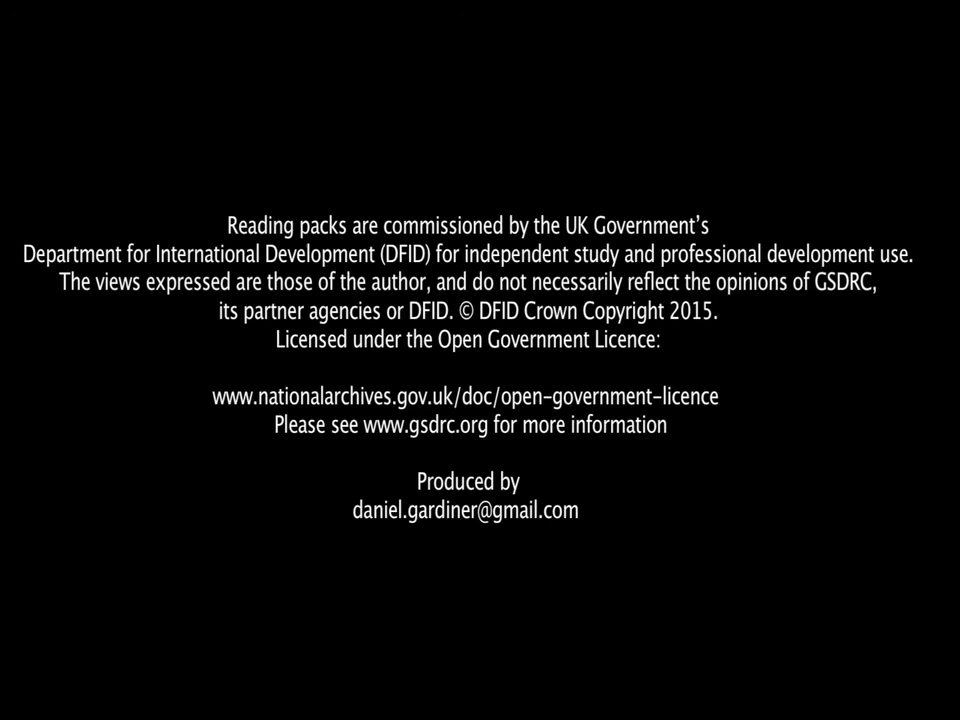 Reading packs are commissioned by the UK Government's
Department for International Development (DFID) for independent study and professional development use.
The views expressed are those of the author, and do not necessarily reflect the opinions of GSDRC,
its partner agencies or DFID. © DFID Crown Copyright 2015.
Licensed under the Open Government Licence:
www.nationalarchives.gov.uk/doc/open-government-licence
Please see www.gsdrc.org for more information
Produced by
daniel.gardiner@gmail.com